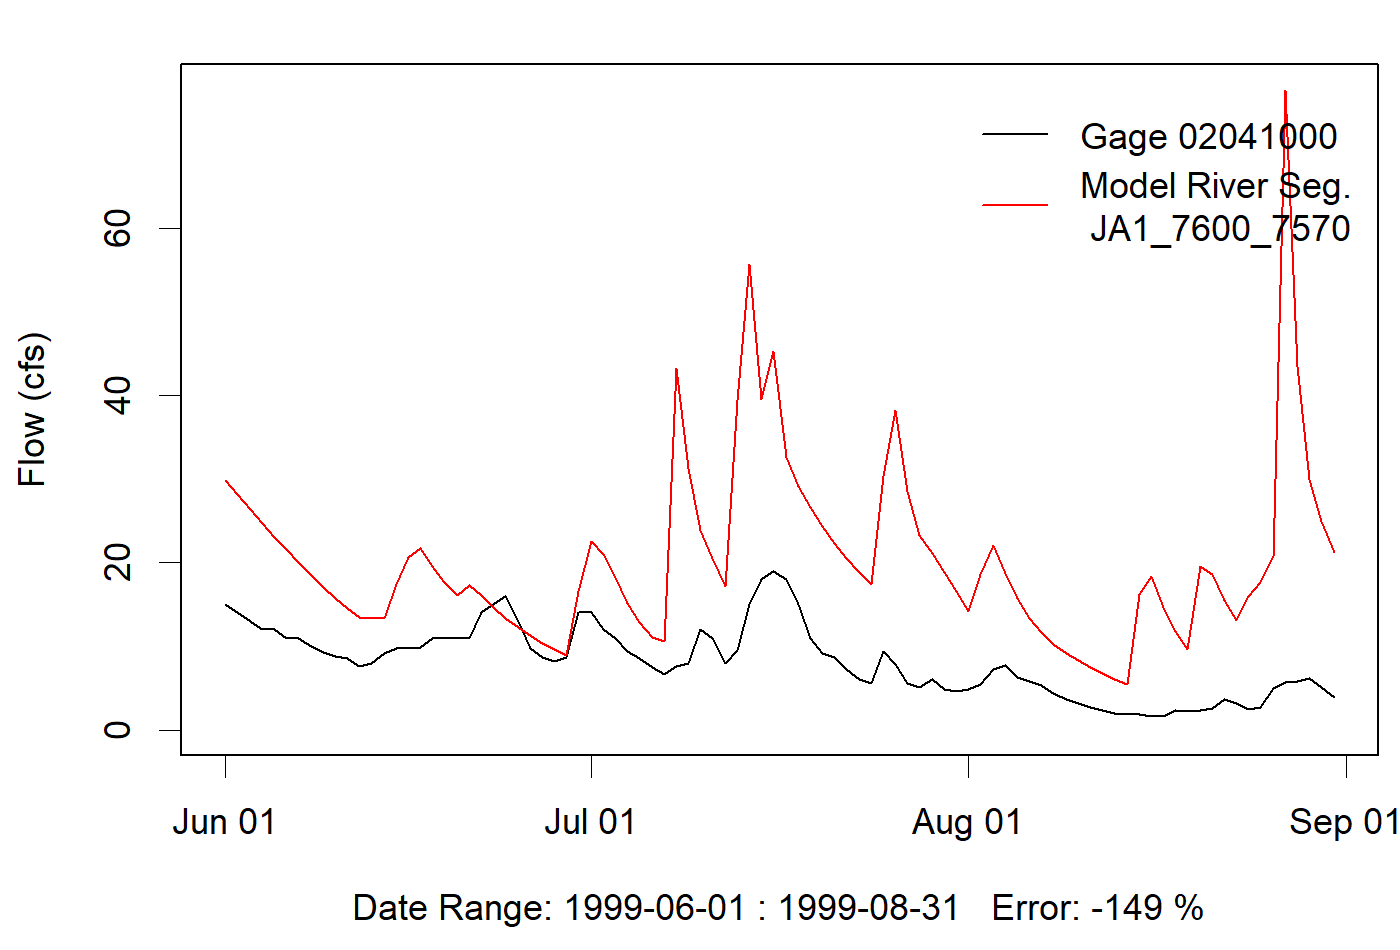 Gage 02041000
Model River Seg.
JA1_7600_7570
Flow (cfs)
60
40
20
0
Jun 01
Jul 01
Aug 01
Sep 01
Date Range: 1999-06-01 : 1999-08-31 Error: -149 %